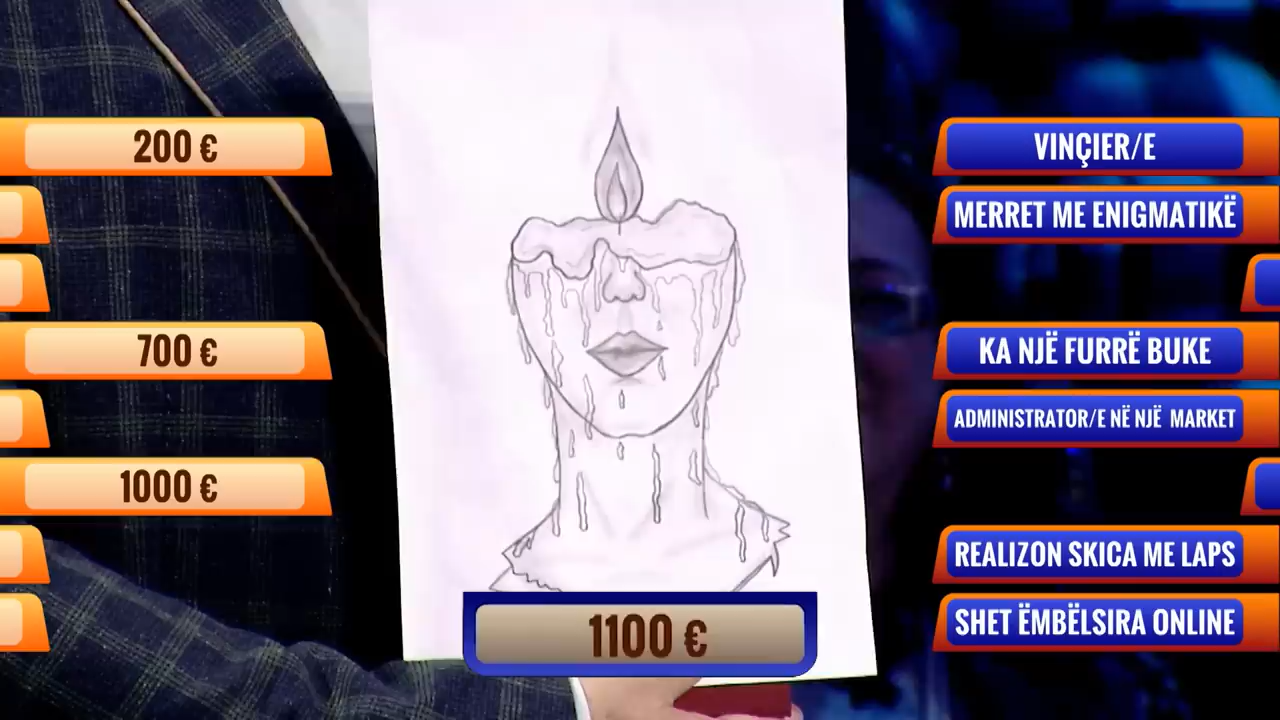 200 €
700 €
1000 €
1100 €
VINÇIER/E
MERRET ME ENIGMATIKË
KA NJË FURRË BUKE
ADMINISTRATOR/E NË NJË MARKET
REALIZON SKICA ME LAPS
SHET ËMBËLSIRA ONLINE